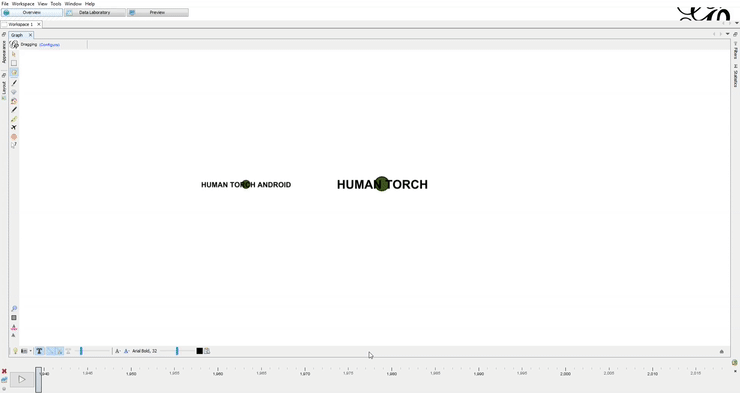 File Workspace View Tools Window Help
Overview Data Laboratory Preview
Workspace 1
Graph
Appearance
Layout
Dragging (Configure)
Filters
Statistics
HUMAN TORCH ANDROID
HUMAN TORCH
T
A- A- Arial Bold, 32
1,940 1,945 1,950 1,955 1,960 1,965 1,970 1,975 1,980 1,985 1,990 1,995 2,000 2,005 2,010 2,015